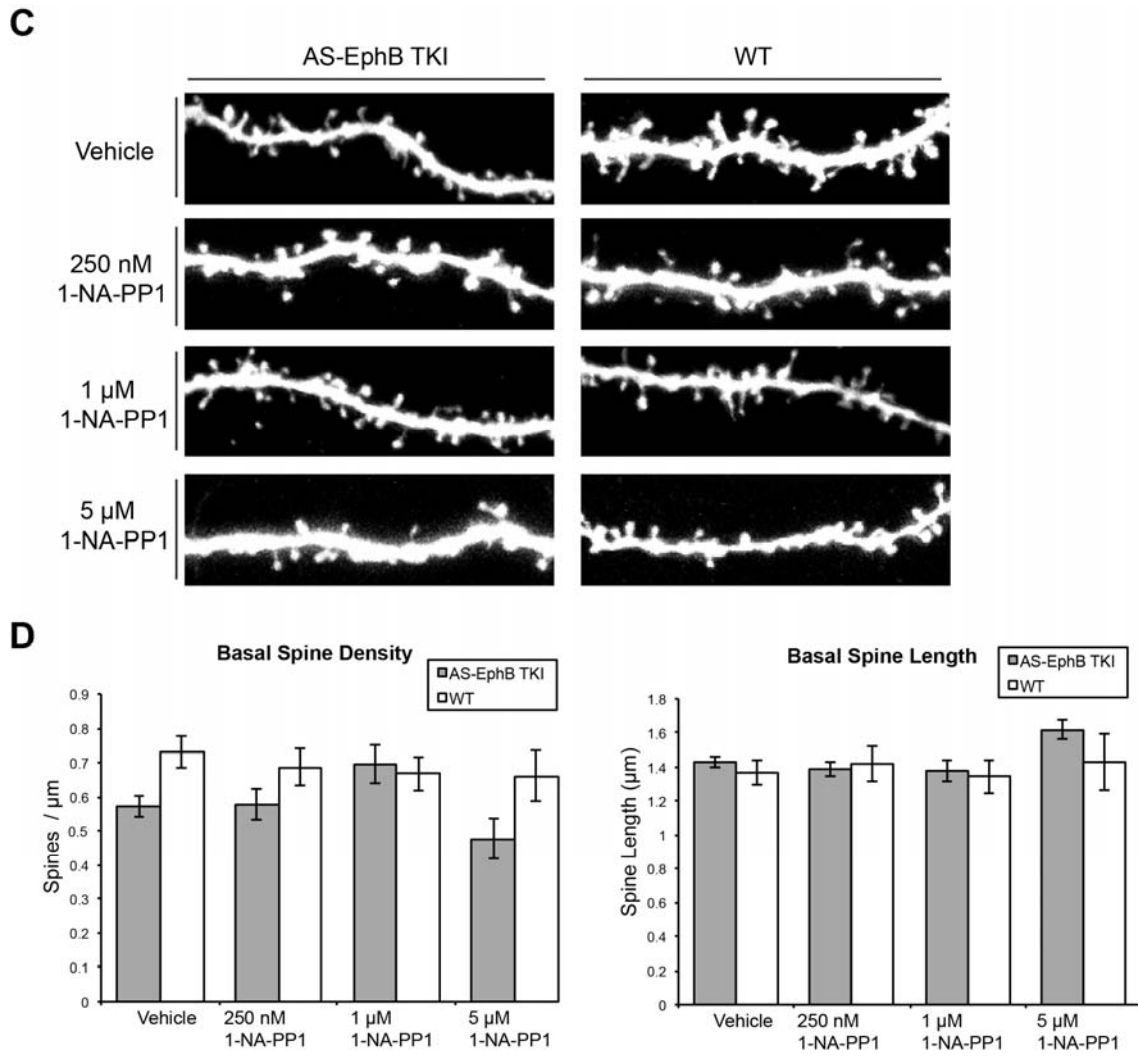 C
AS-EphB TKI
WT
Vehicle
250 nM
1-NA-PP1
1 µM
1-NA-PP1
5 µM
1-NA-PP1
D
Basal Spine Density
AS-EphB TKI
WT
Spines / µm
0.9
0.8
0.7
0.6
0.5
0.4
0.3
0.2
0.1
0
Vehicle
250 nM
1-NA-PP1
1 µM
1-NA-PP1
5 µM
1-NA-PP1
Basal Spine Length
AS-EphB TKI
WT
Spine Length (µm)
1.8
1.6
1.4
1.2
1
0.8
0.6
0.4
0.2
0
Vehicle
250 nM
1-NA-PP1
1 µM
1-NA-PP1
5 µM
1-NA-PP1